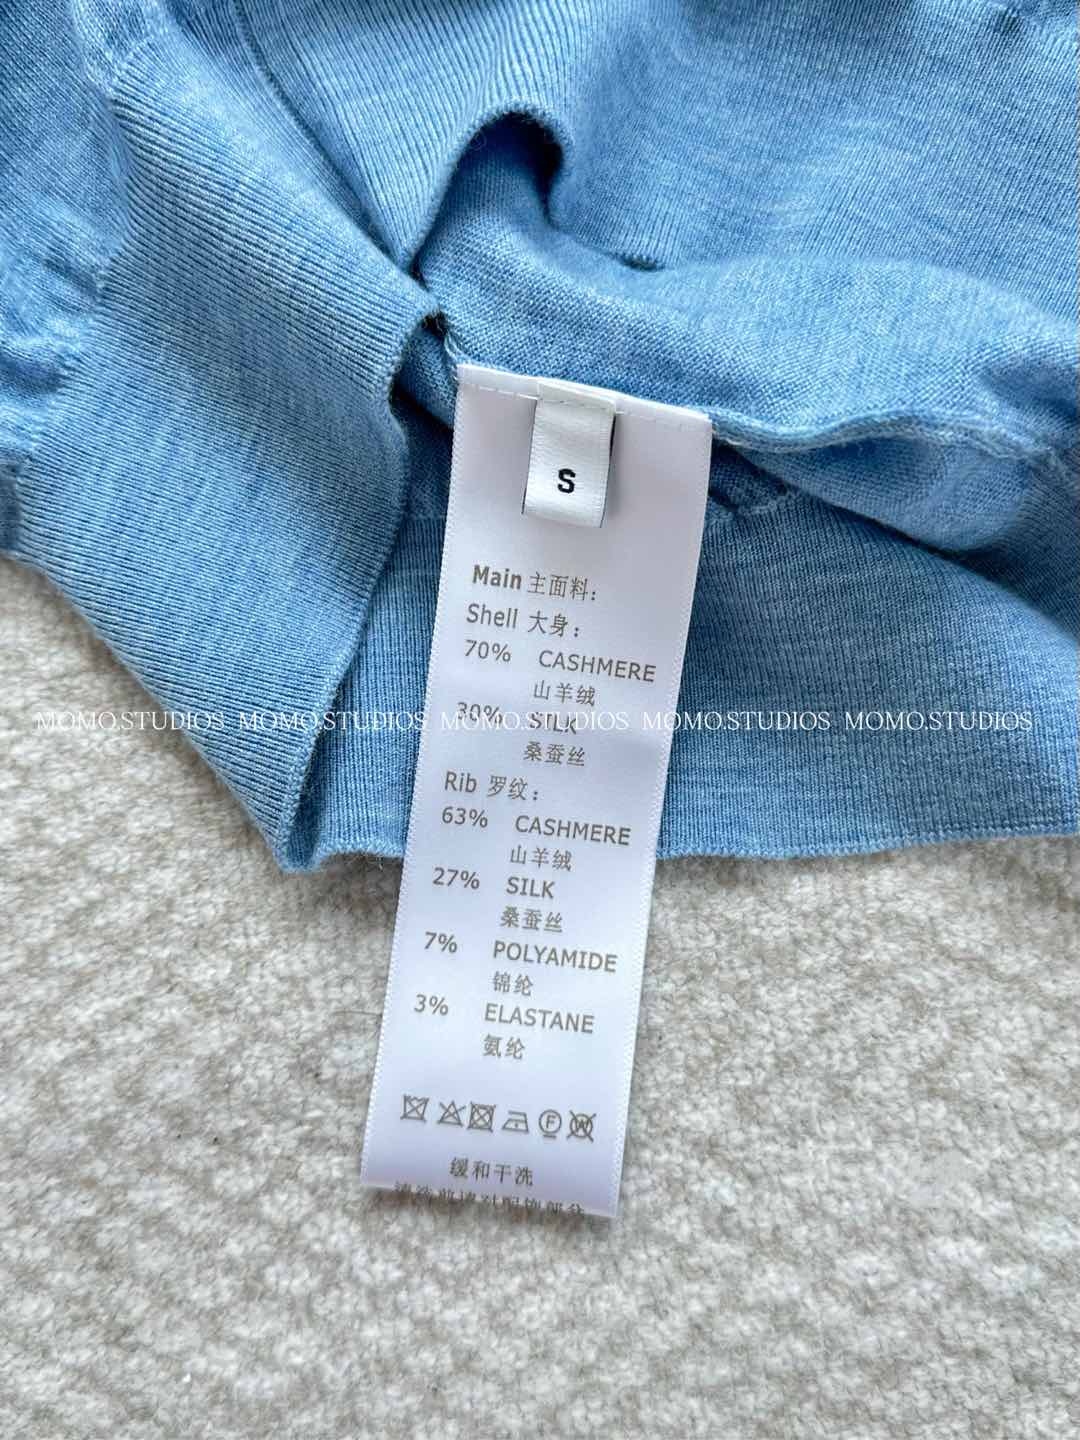 S
Main 主面料:
Shell 大身:
70% CASHMERE
山羊绒
MOMO.STUDIOS MOMO.STUDIOS MOMO.STUDIOS MOMO.STUDIOS MOMO.STUDIOS
30% SILK
桑蚕丝
Rib 罗纹:
63% CASHMERE
山羊绒
27% SILK
桑蚕丝
7% POLYAMIDE
锦纶
3% ELASTANE
氨纶
F W
缓和干洗